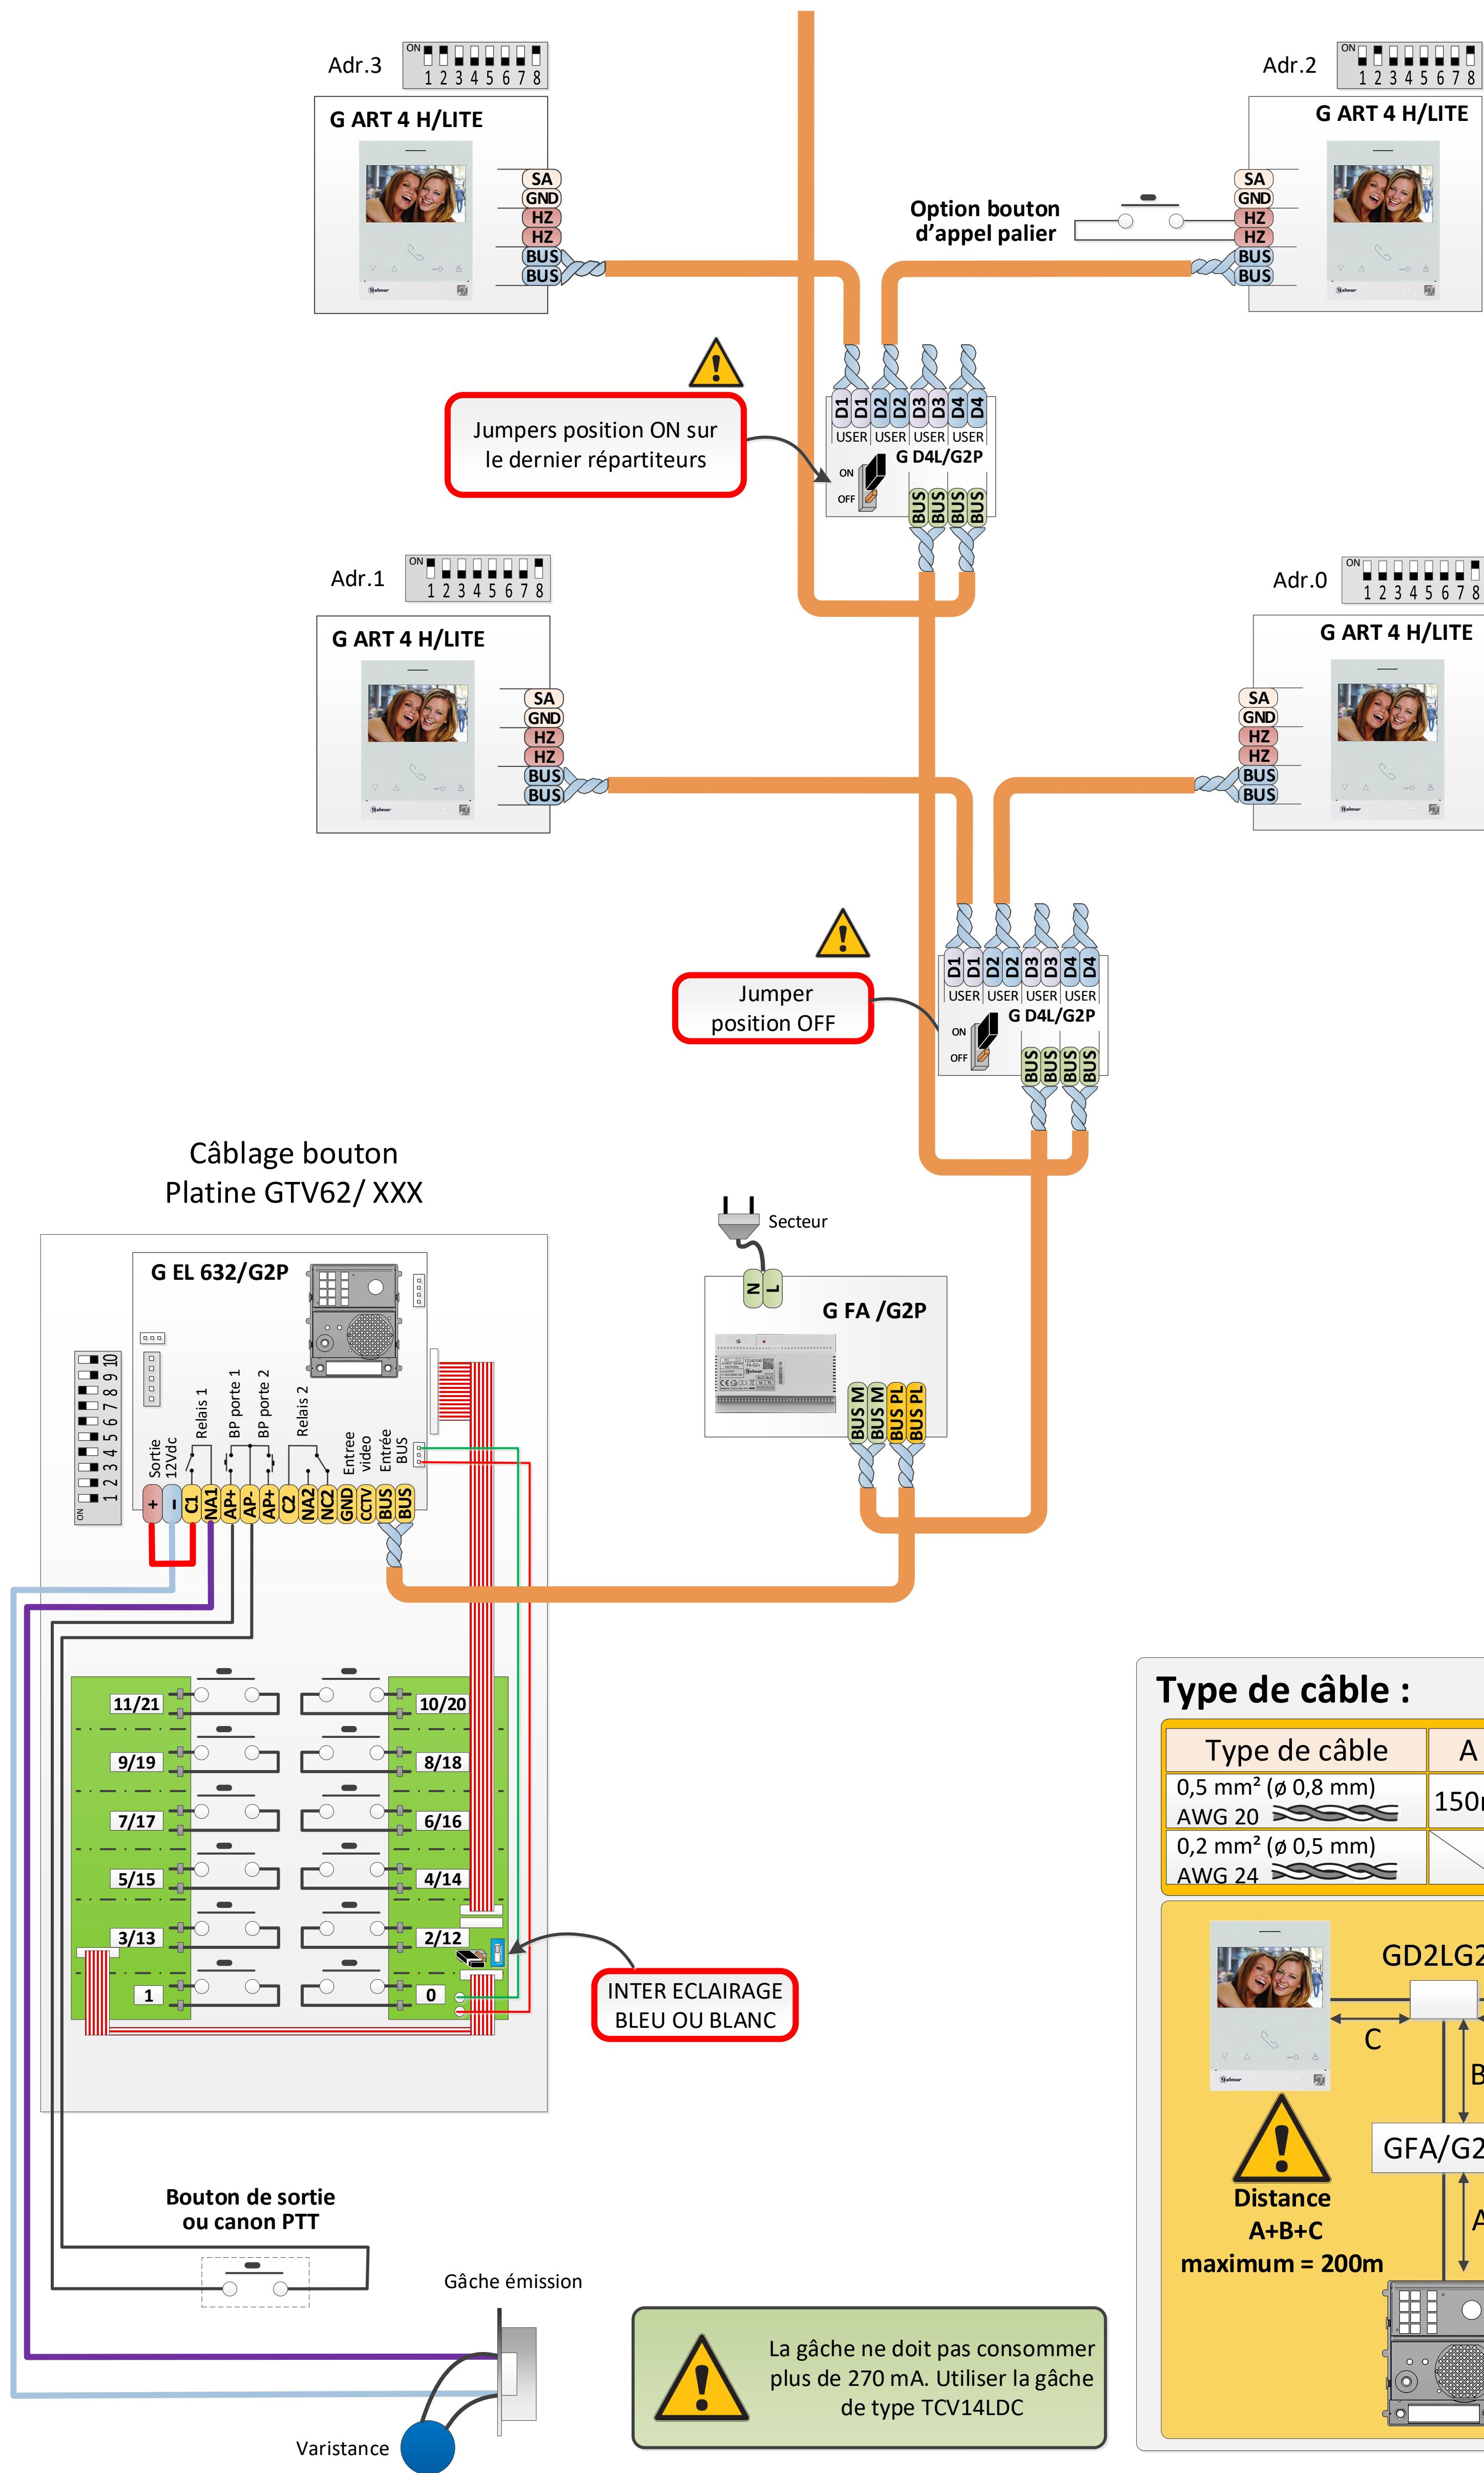 Adr.3
ON
1 2 3 4 5 6 7 8
G ART 4 H/LITE
SA
GND
HZ
HZ
BUS
BUS
Golmar
Adr.2
ON
1 2 3 4 5 6 7 8
G ART 4 H/LITE
SA
GND
HZ
HZ
BUS
BUS
Golmar
Option bouton
d'appel palier
Jumpers position ON sur
le dernier répartiteurs
D1 D1 D2 D2 D3 D3 D4 D4
USER USER USER USER
G D4L/G2P
ON
OFF
BUS BUS BUS BUS
Adr.1
ON
1 2 3 4 5 6 7 8
G ART 4 H/LITE
SA
GND
HZ
HZ
BUS
BUS
Golmar
Adr.0
ON
1 2 3 4 5 6 7 8
G ART 4 H/LITE
SA
GND
HZ
HZ
BUS
BUS
Golmar
Jumper
position OFF
D1 D1 D2 D2 D3 D3 D4 D4
USER USER USER USER
G D4L/G2P
ON
OFF
BUS BUS BUS BUS
Câblage bouton
Platine GTV62/ XXX
G EL 632/G2P
ON
1 2 3 4 5 6 7 8 9 10
Sortie
12Vdc
Relais 1
BP porte 1
BP porte 2
Relais 2
Entree
video
Entrée
BUS
+ − C1 NA1 AP+ AP- AP+ C2 NA2 NC2 GND CCTV BUS BUS
Secteur
N L
G FA /G2P
BUS M BUS M BUS PL BUS PL
11/21
10/20
9/19
8/18
7/17
6/16
5/15
4/14
3/13
2/12
1
0
INTER ECLAIRAGE
BLEU OU BLANC
Bouton de sortie
ou canon PTT
Gâche émission
Varistance
La gâche ne doit pas consommer
plus de 270 mA. Utiliser la gâche
de type TCV14LDC
Type de câble :
Type de câble A
0,5 mm² (ø 0,8 mm)
AWG 20
150
0,2 mm² (ø 0,5 mm)
AWG 24
GD2LG2
C
B
Golmar
GFA/G2
A
Distance
A+B+C
maximum = 200m